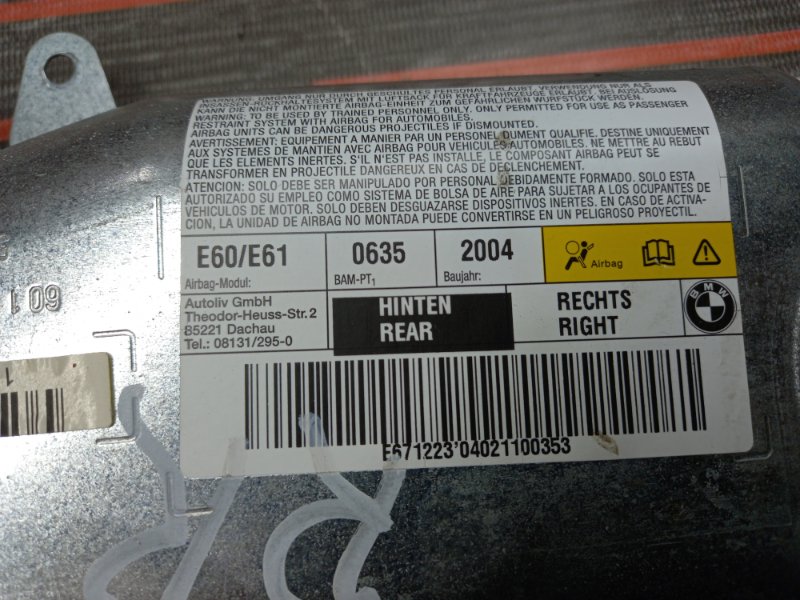 WARNUNG: UMGANG NUR DURCH GESCHULTES PERSONAL ERLAUBT. VERWENDUNG NUR ALS
INSASSEN-RÜCKHALTESYSTEM MIT LUFTSACK FÜR KRAFTFAHRZEUGE ERLAUBT. BEI AUSLÖSUNG
KANN DIE NICHT MONTIERTE AIRBAG-EINHEIT ZUM GEFÄHRLICHEN WURFSTÜCK WERDEN.
WARNING: TO BE USED BY TRAINED PERSONNEL ONLY. ONLY PERMITTED FOR USE AS PASSENGER
RESTRAINT SYSTEM WITH AIRBAG FOR AUTOMOBILES.
AIRBAG UNITS CAN BE DANGEROUS PROJECTILES IF DISMOUNTED.
AVERTISSEMENT: EQUIPEMENT A MANIER PAR UN PERSONEL DUMENT QUALIFIE. DESTINE UNIQUEMENT
AUX SYSTEMES DE MANTIEN AVEC AIRBAG POUR VEHICULES AUTOMOBILES. NE METTRE AU REBUT
QUE LES ELEMENTS INERTES. S'IL N'EST PAS INSTALLE, LE COMPOSANT AIRBAG PEUT SE
TRANSFORMER EN PROJECTILE DANGEREUX EN CAS DE DECLENCHEMENT.
ATENCION: SOLO DEBE SER MANIPULADO POR PERSONAL DEBIDAMENTE FORMADO. SOLO ESTA
AUTORIZADO SU EMPLEO COMO SISTEMA DE BOLSA DE AIRE PARA SUJETAR A LOS OCUPANTES DE
VEHICULOS DE MOTOR. SOLO DEBEN DESGUAZARSE DISPOSITIVOS INERTES. EN CASO DE ACTIVA-
CION, LA UNIDAD DE AIRBAG NO MONTADA PUEDE CONVERTIRSE EN UN PELIGROSO PROYECTIL.
E60/E61 0635 2004
Airbag-Modul: BAM-PT1 Baujahr: Airbag
Autoliv GmbH
Theodor-Heuss-Str.2
85221 Dachau
Tel.: 08131/295-0
HINTEN
REAR
RECHTS
RIGHT
BMW
E671223'04021100353
60 1
1